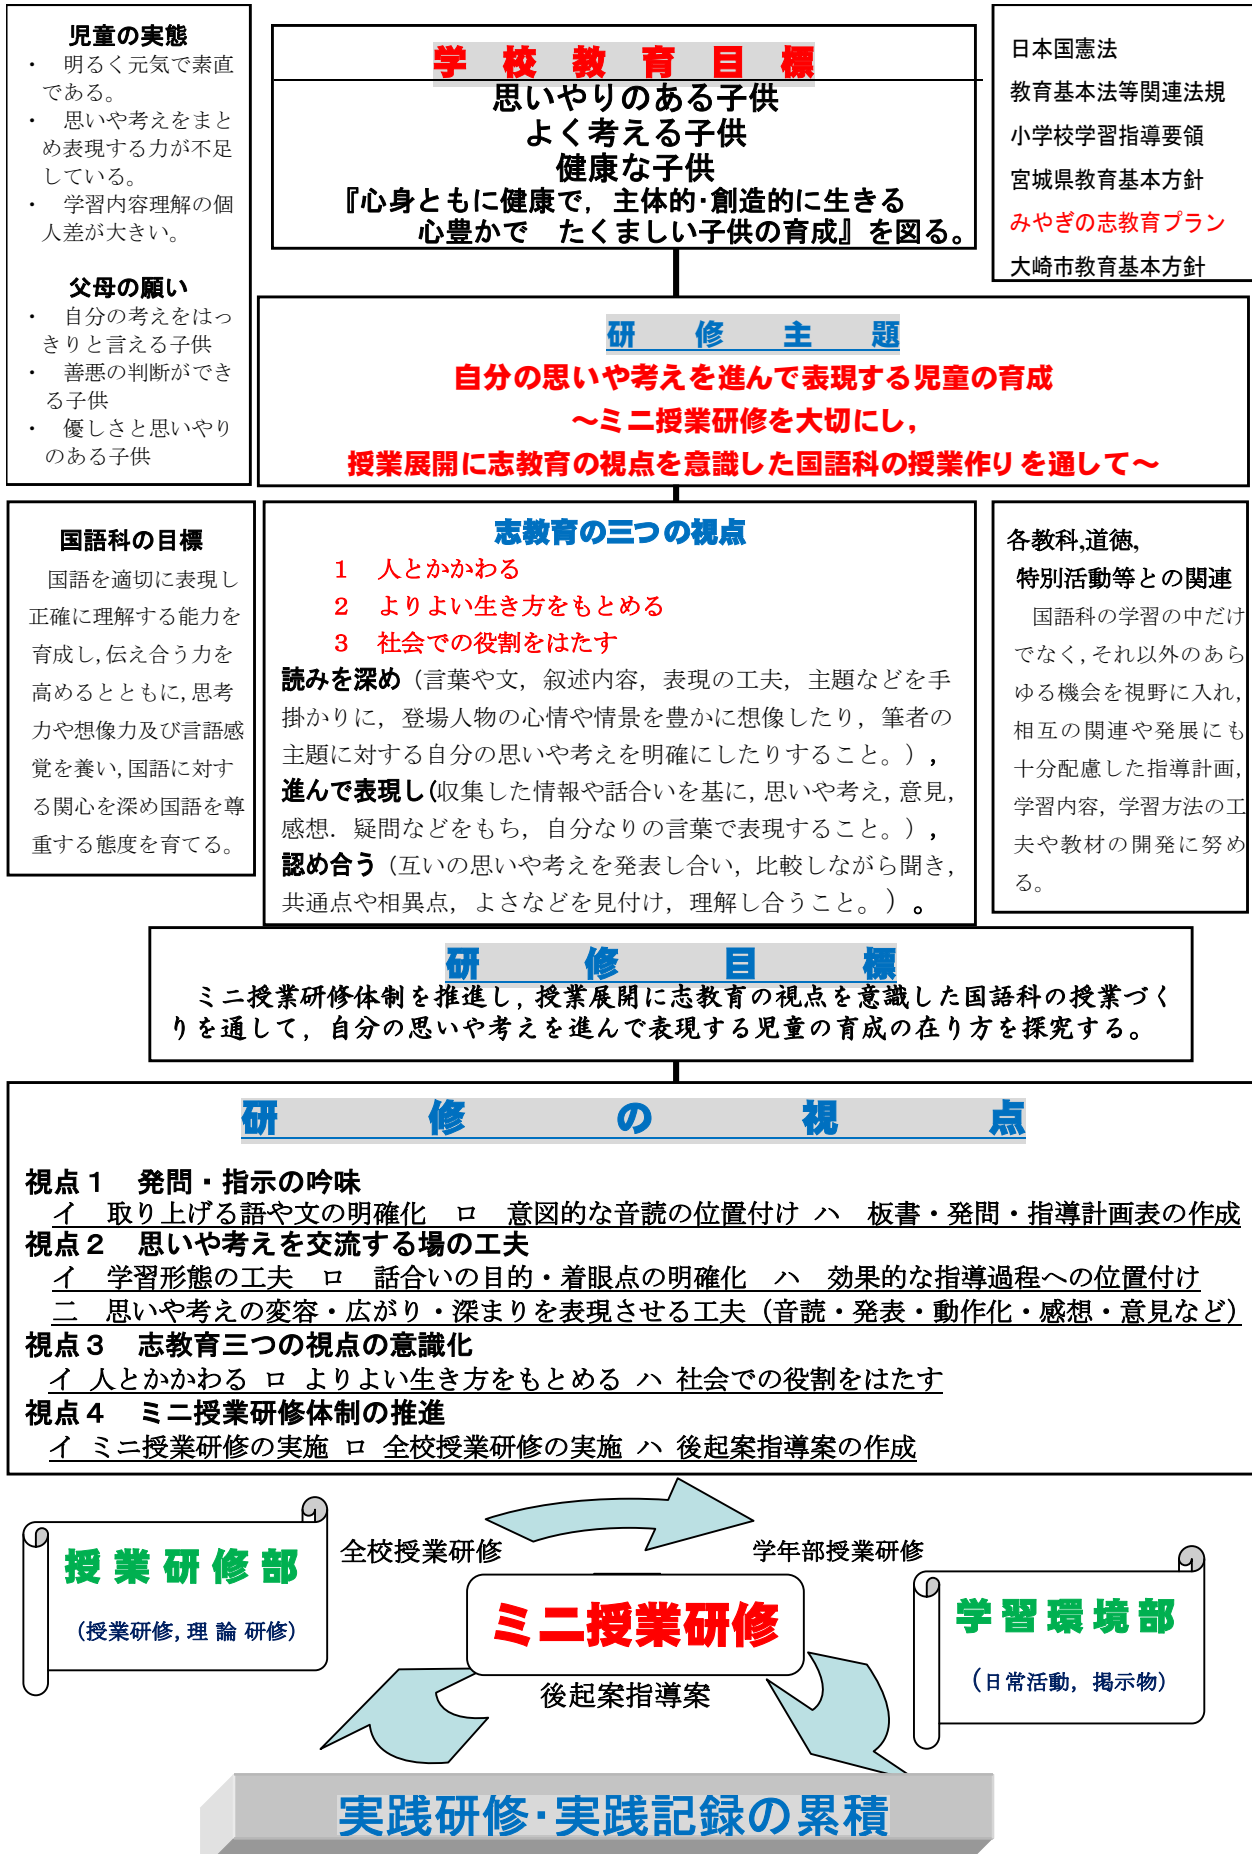 児童の実態
・　明るく元気で素直
である。
・　思いや考えをまと
め表現する力が不足
している。
・　学習内容理解の個
人差が大きい。
父母の願い
・　自分の考えをはっ
きりと言える子供
・　善悪の判断ができ
る子供
・　優しさと思いやり
のある子供
学校教育目標
思いやりのある子供
よく考える子供
健康な子供
『心身ともに健康で，主体的・創造的に生きる
心豊かで　たくましい子供の育成』を図る。
日本国憲法
教育基本法等関連法規
小学校学習指導要領
宮城県教育基本方針
みやぎの志教育プラン
大崎市教育基本方針
研修主題
自分の思いや考えを進んで表現する児童の育成
～ミニ授業研修を大切にし，
授業展開に志教育の視点を意識した国語科の授業作りを通して～
国語科の目標
国語を適切に表現し
正確に理解する能力を
育成し，伝え合う力を
高めるとともに，思考
力や想像力及び言語感
覚を養い，国語に対す
る関心を深め国語を尊
重する態度を育てる。
志教育の三つの視点
1　人とかかわる
2　よりよい生き方をもとめる
3　社会での役割をはたす
読みを深め（言葉や文，叙述内容，表現の工夫，主題などを手
掛かりに，登場人物の心情や情景を豊かに想像したり，筆者の
主題に対する自分の思いや考えを明確にしたりすること。），
進んで表現し(収集した情報や話合いを基に，思いや考え，意見，
感想．疑問などをもち，自分なりの言葉で表現すること。），
認め合う（互いの思いや考えを発表し合い，比較しながら聞き，
共通点や相異点，よさなどを見付け，理解し合うこと。）。
各教科,道徳,
特別活動等との関連
国語科の学習の中だけ
でなく，それ以外のあら
ゆる機会を視野に入れ，
相互の関連や発展にも
十分配慮した指導計画，
学習内容，学習方法の工
夫や教材の開発に努め
る。
研修目標
ミニ授業研修体制を推進し，授業展開に志教育の視点を意識した国語科の授業づく
りを通して，自分の思いや考えを進んで表現する児童の育成の在り方を探究する。
研修の視点
視点１　発問・指示の吟味
イ　取り上げる語や文の明確化　ロ　意図的な音読の位置付け　ハ　板書・発問・指導計画表の作成
視点２　思いや考えを交流する場の工夫
イ　学習形態の工夫　ロ　話合いの目的・着眼点の明確化　ハ　効果的な指導過程への位置付け
二　思いや考えの変容・広がり・深まりを表現させる工夫（音読・発表・動作化・感想・意見など）
視点３　志教育三つの視点の意識化
イ　人とかかわる　ロ　よりよい生き方をもとめる　ハ　社会での役割をはたす
視点４　ミニ授業研修体制の推進
イ　ミニ授業研修の実施　ロ　全校授業研修の実施　ハ　後起案指導案の作成
全校授業研修
学年部授業研修
授業研修部
（授業研修，理論 研修）
ミニ授業研修
後起案指導案
学習環境部
（日常活動，掲示物）
実践研修・実践記録の累積